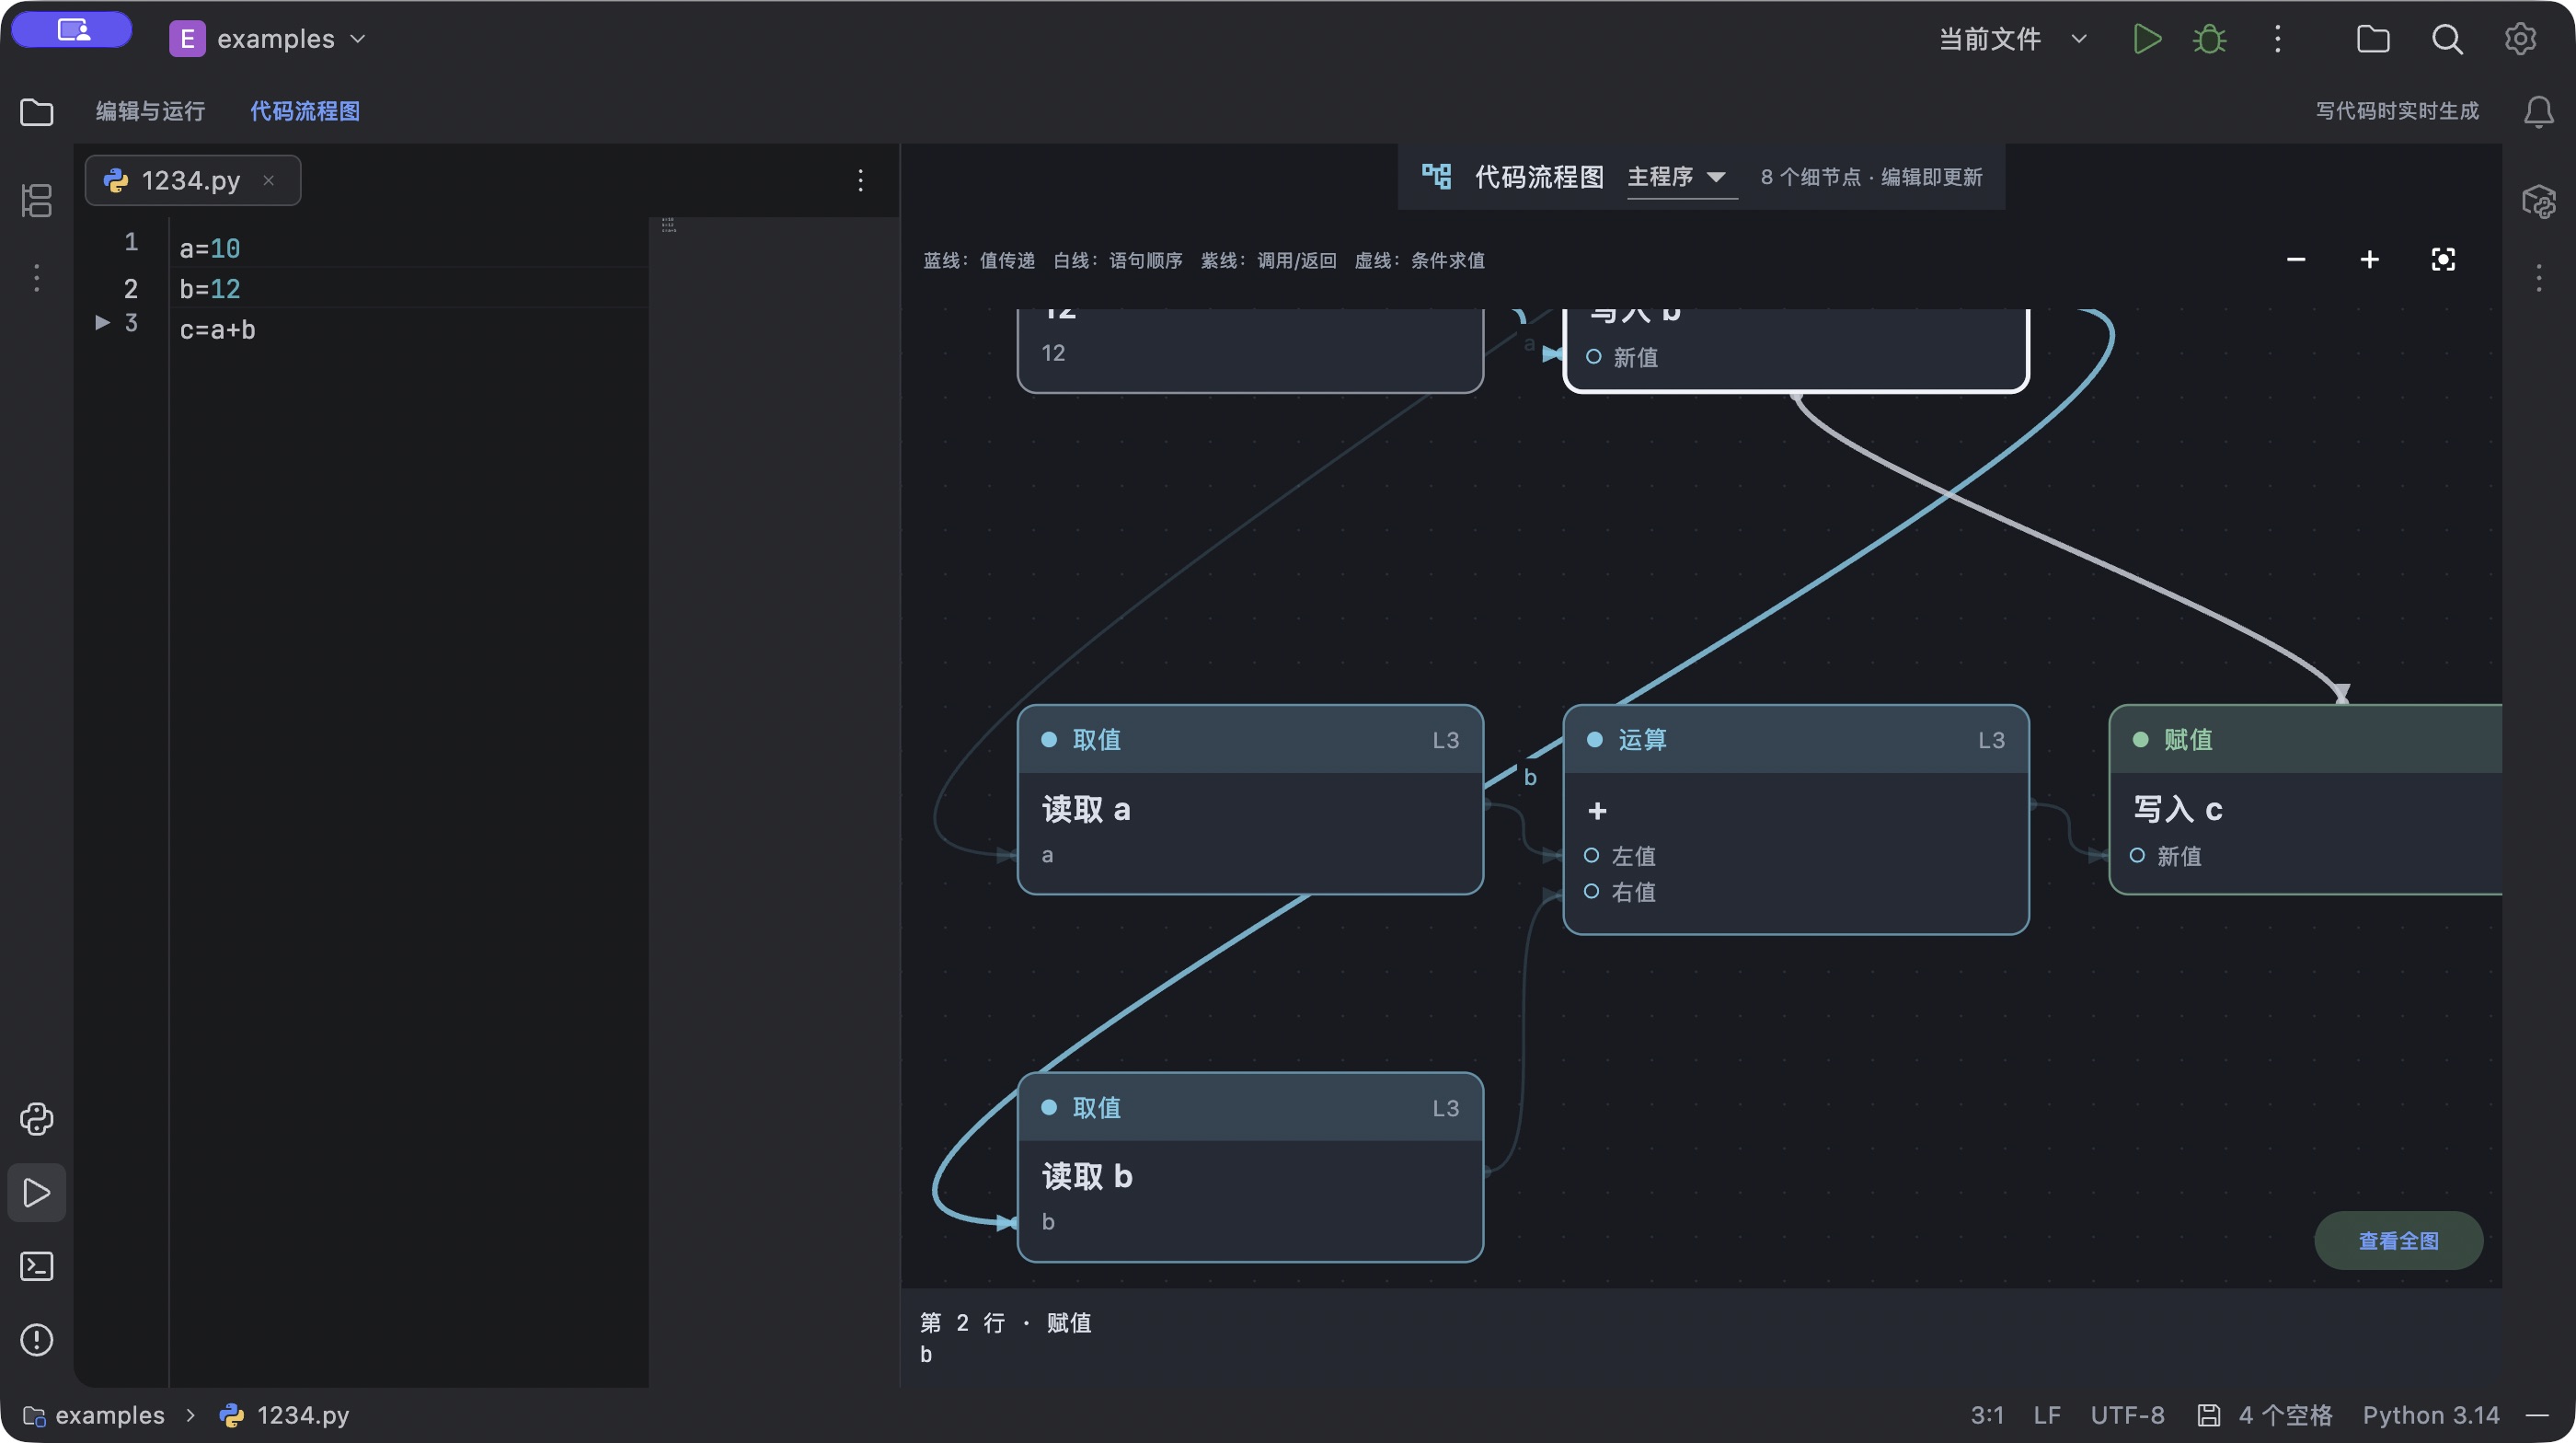 E examples
当前文件
编辑与运行 代码流程图
写代码时实时生成
1234.py
代码流程图 主程序 8 个细节点 · 编辑即更新
1 a=10
2 b=12
3 c=a+b
蓝线: 值传递 白线: 语句顺序 紫线: 调用/返回 虚线: 条件求值
12
12
写入 b
新值
a
取值 L3
读取 a
a
b
运算 L3
+
左值
右值
赋值
写入 c
新值
取值 L3
读取 b
b
查看全图
第 2 行 · 赋值
b
examples > 1234.py
3:1 LF UTF-8 4 个空格 Python 3.14